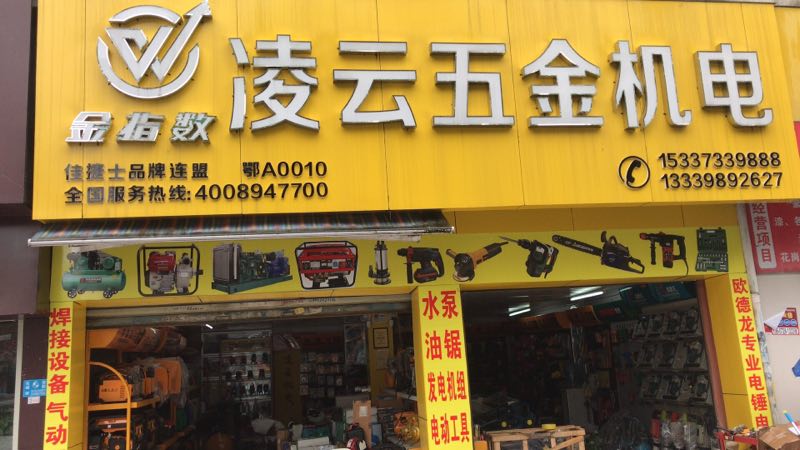 凌云五金机电
金指数
佳捷士品牌连盟 鄂A0010
全国服务热线:4008947700
15337339888
13339892627
焊接设备 气动
水泵
油锯
发电机组
电动工具
欧德龙专业电锤电
经营项目